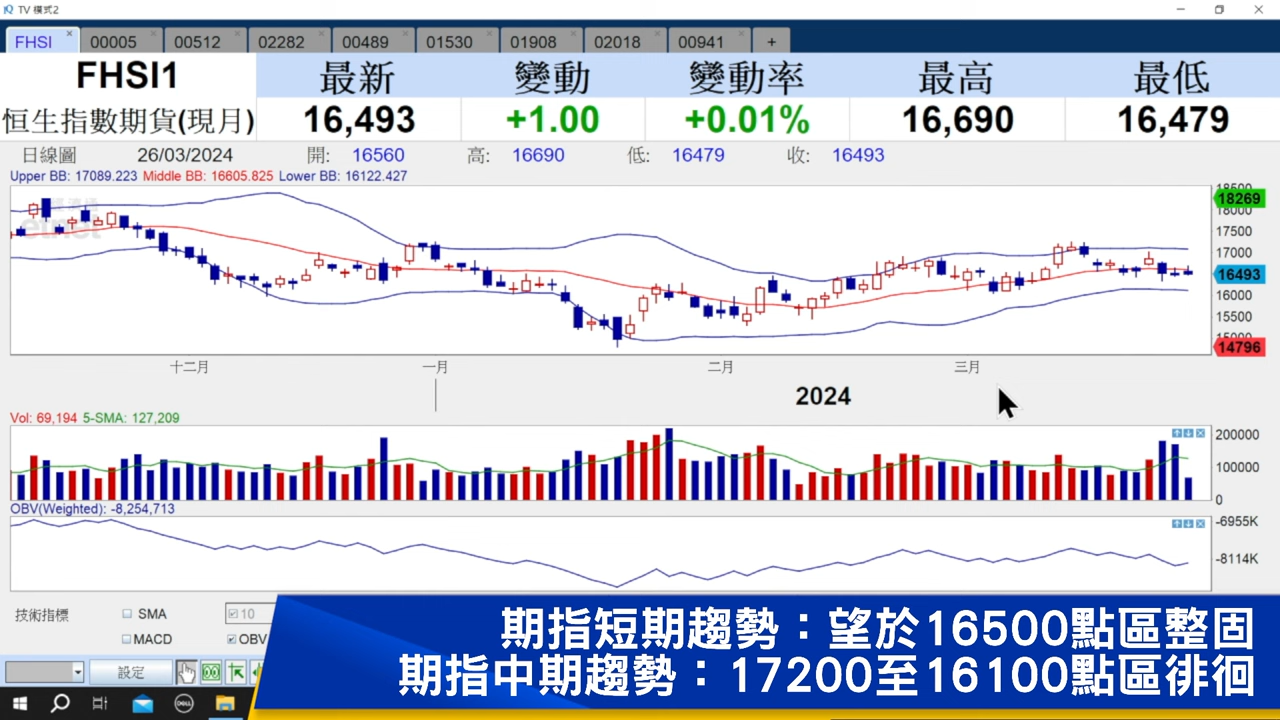 TV 模式2
FHSI 00005 00512 02282 00489 01530 01908 02018 00941 +
FHSI1 最新 變動 變動率 最高 最低
恒生指數期貨(現月) 16,493 +1.00 +0.01% 16,690 16,479
日線圖 26/03/2024 開: 16560 高: 16690 低: 16479 收: 16493
Upper BB: 17089.223 Middle BB: 16605.825 Lower BB: 16122.427
etnet
18500
18269
18000
17500
17000
16493
16000
15500
15000
14796
十二月 一月 二月 三月
2024
Vol: 69,194 5-SMA: 127,209
200000
100000
0
OBV(Weighted): -8,254,713
-6955K
-8114K
技術指標 SMA 10
MACD OBV
設定
DELL
期指短期趨勢：望於16500點區整固
期指中期趨勢：17200至16100點區徘徊